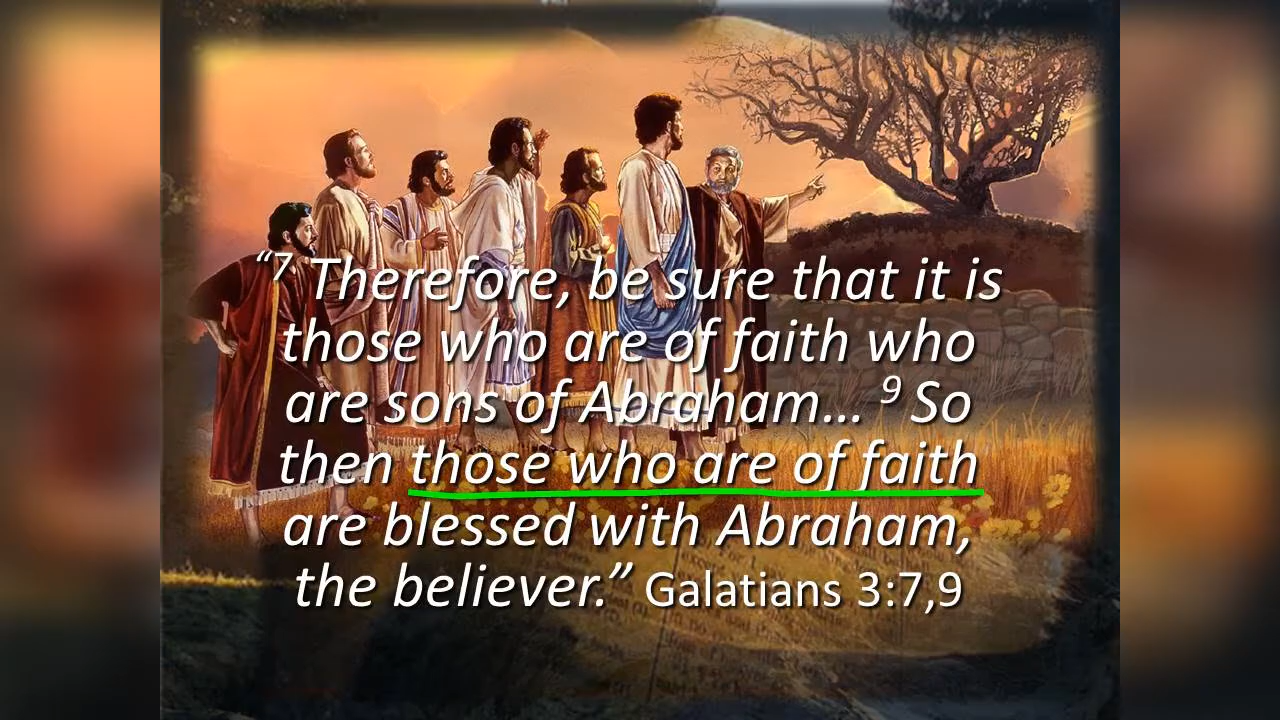 “7 Therefore, be sure that it is
those who are of faith who
are sons of Abraham... 9 So
then those who are of faith
are blessed with Abraham,
the believer.” Galatians 3:7,9